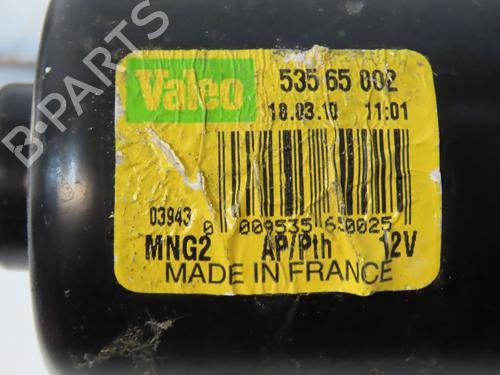 B-PARTS
Valeo
535 65 802
18.03.10 11:01
03943
0 009535 650025
MNG2 AP/Pth 12V
MADE IN FRANCE